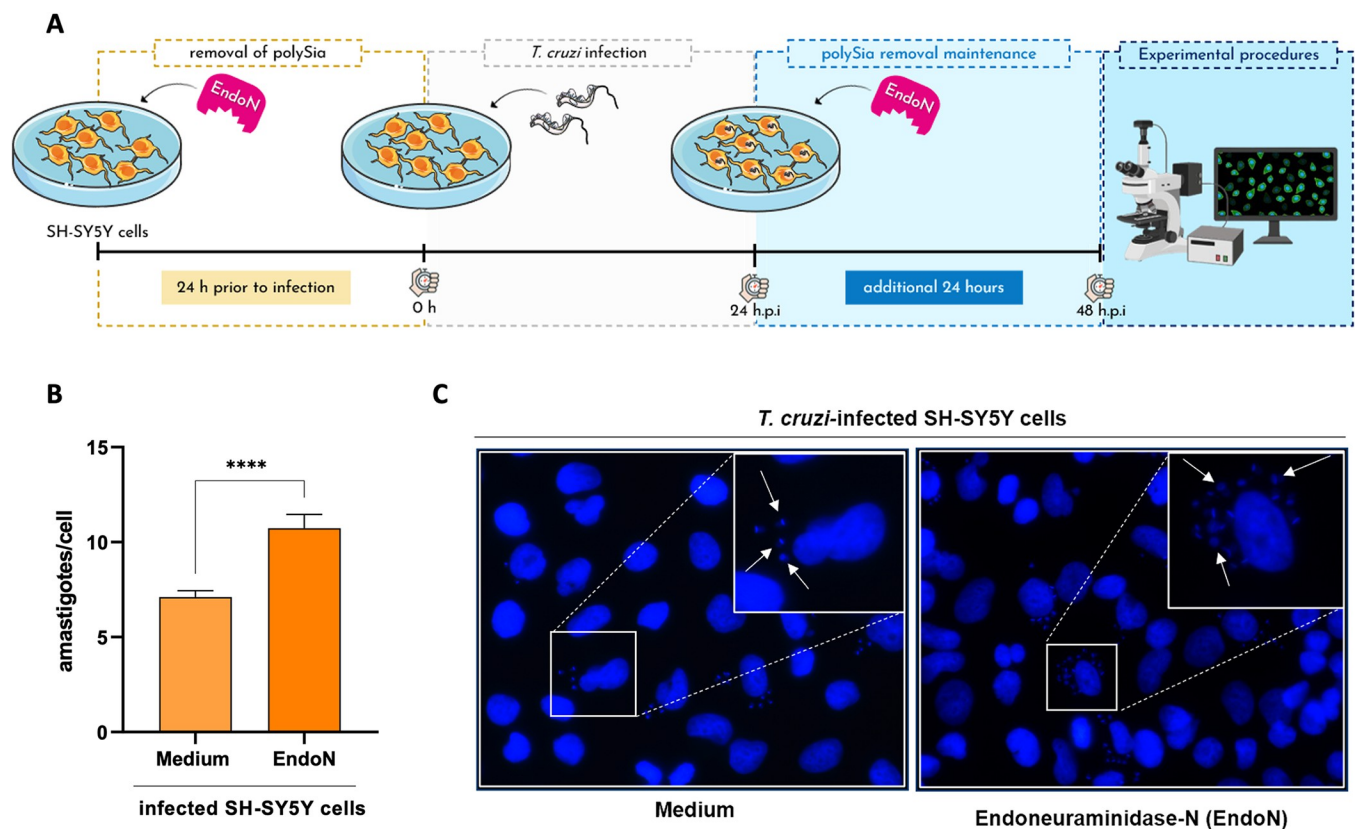 A
removal of polySia
T. cruzi infection
polySia removal maintenance
Experimental procedures
EndoN
EndoN
SH-SY5Y cells
24 h prior to infection
additional 24 hours
0 h
24 h.p.i
48 h.p.i
B
15
10
5
0
amastigotes/cell
****
Medium
EndoN
infected SH-SY5Y cells
C
T. cruzi-infected SH-SY5Y cells
Medium
Endoneuraminidase-N (EndoN)